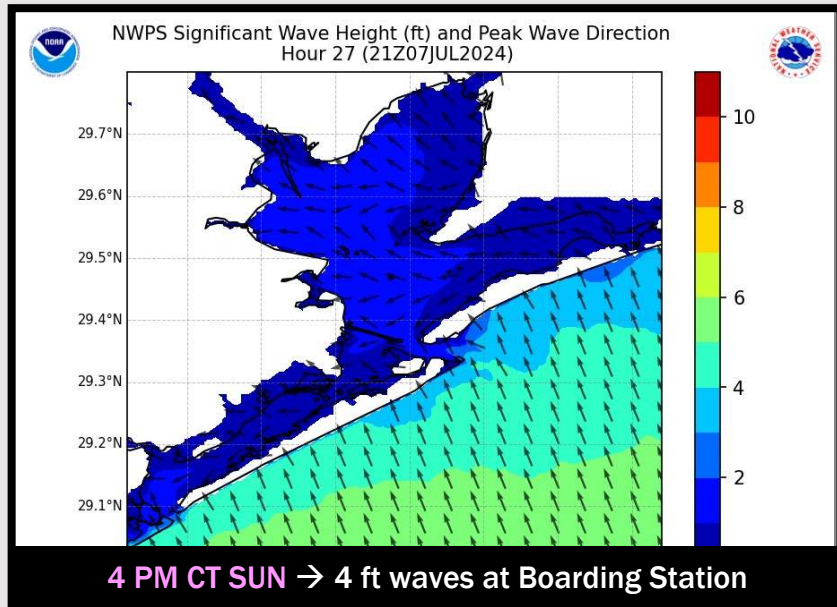 NWPS Significant Wave Height (ft) and Peak Wave Direction
Hour 27 (21Z07JUL2024)
NOAA
29.7°N
29.6°N
29.5°N
29.4°N
29.3°N
29.2°N
29.1°N
10
8
6
4
2
4 PM CT SUN → 4 ft waves at Boarding Station